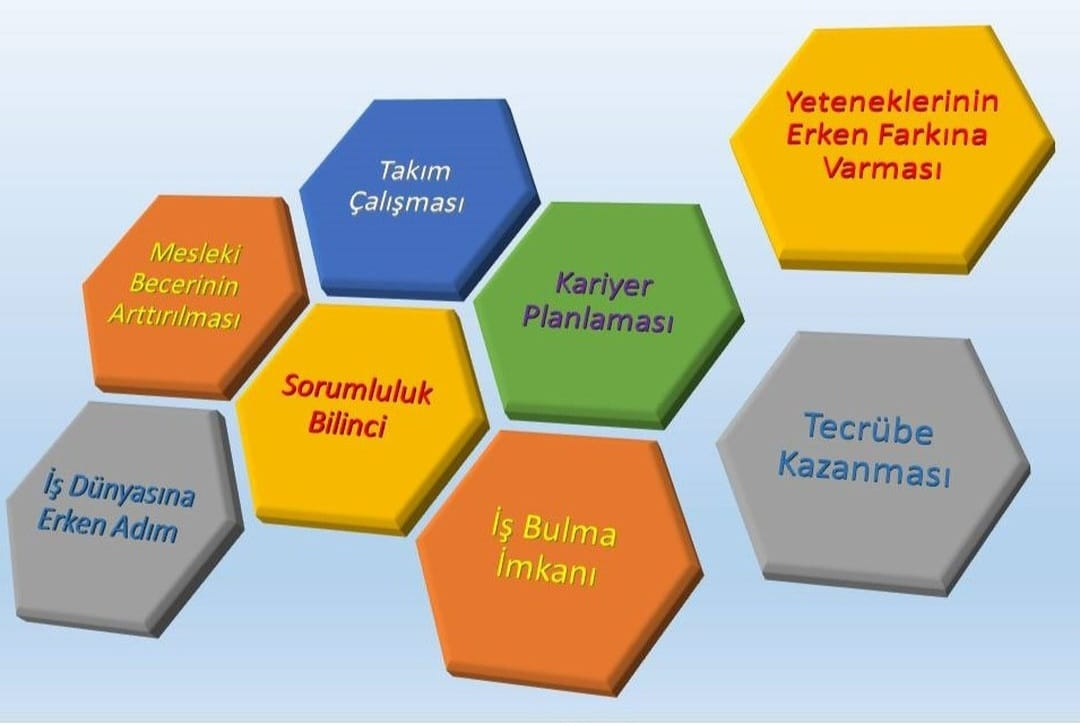 Yeteneklerinin
Erken Farkına
Varması
Takım
Çalışması
Mesleki
Becerinin
Arttırılması
Kariyer
Planlaması
Sorumluluk
Bilinci
Tecrübe
Kazanması
İş Dünyasına
Erken Adım
İş Bulma
İmkanı